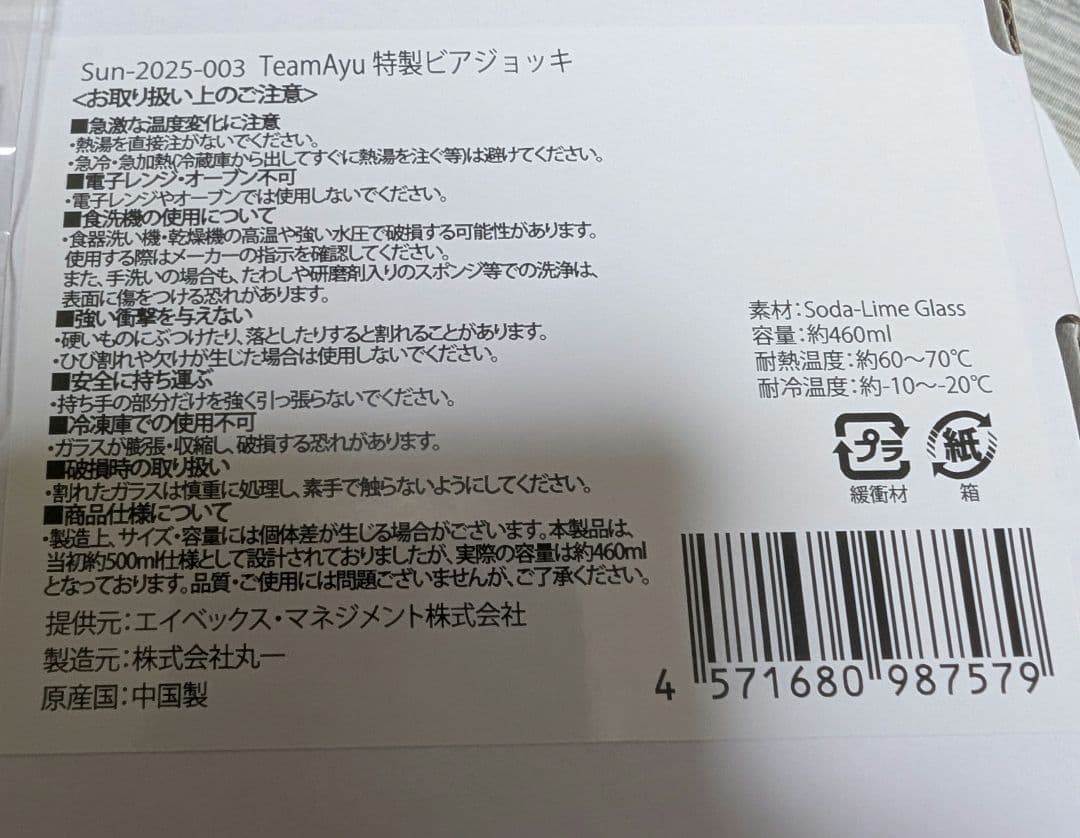 Sun-2025-003 TeamAyu 特製ビアジョッキ
<お取り扱い上のご注意>
■急激な温度変化に注意
・熱湯を直接注がないでください。
・急冷・急加熱(冷蔵庫から出してすぐに熱湯を注ぐ等)は避けてください。
■電子レンジ・オーブン不可
・電子レンジやオーブンでは使用しないでください。
■食洗機の使用について
・食器洗い機・乾燥機の高温や強い水圧で破損する可能性があります。
使用する際はメーカーの指示を確認してください。
また、手洗いの場合も、たわしや研磨剤入りのスポンジ等での洗浄は、
表面に傷をつける恐れがあります。
■強い衝撃を与えない
・硬いものにぶつけたり、落としたりすると割れることがあります。
・ひび割れや欠けが生じた場合は使用しないでください。
■安全に持ち運ぶ
・持ち手の部分だけを強く引っ張らないでください。
■冷凍庫での使用不可
・ガラスが膨張・収縮し、破損する恐れがあります。
■破損時の取り扱い
・割れたガラスは慎重に処理し、素手で触らないようにしてください。
■商品仕様について
・製造上、サイズ・容量には個体差が生じる場合がございます。本製品は、
当初約500ml仕様として設計されておりましたが、実際の容量は約460ml
となっております。品質・ご使用には問題ございませんが、ご了承ください。
提供元：エイベックス・マネジメント株式会社
製造元：株式会社丸一
原産国：中国製
素材：Soda-Lime Glass
容量：約460ml
耐熱温度：約60～70℃
耐冷温度：約-10～-20℃
プラ
緩衝材
紙
箱
4 571680 987579